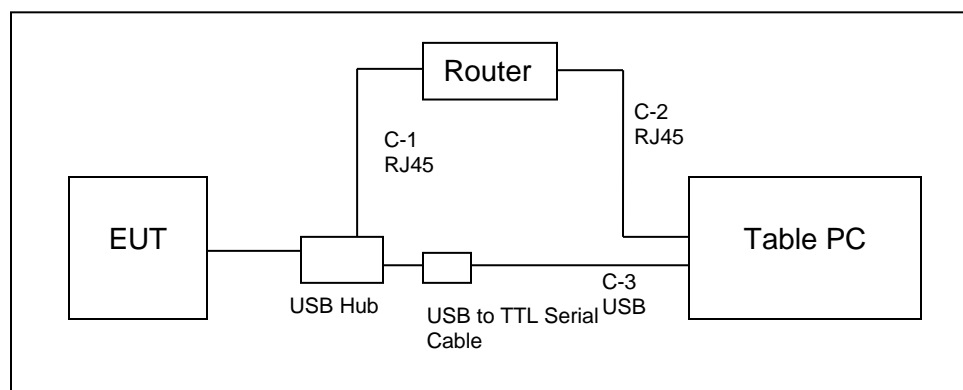 Router
C-1
RJ45
C-2
RJ45
EUT
Table PC
USB Hub
USB to TTL Serial
Cable
C-3
USB